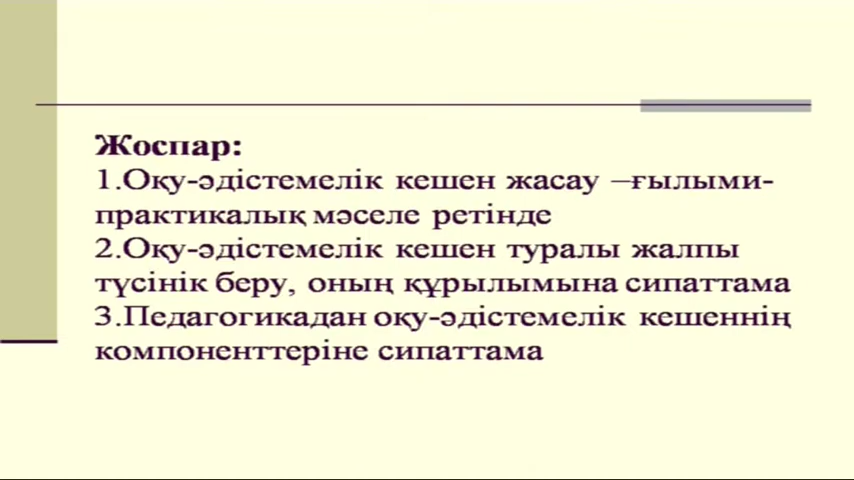 Жоспар:
1.Оқу-әдістемелік кешен жасау –ғылыми-
практикалық мәселе ретінде
2.Оқу-әдістемелік кешен туралы жалпы
түсінік беру, оның құрылымына сипаттама
3.Педагогикадан оқу-әдістемелік кешеннің
компоненттеріне сипаттама